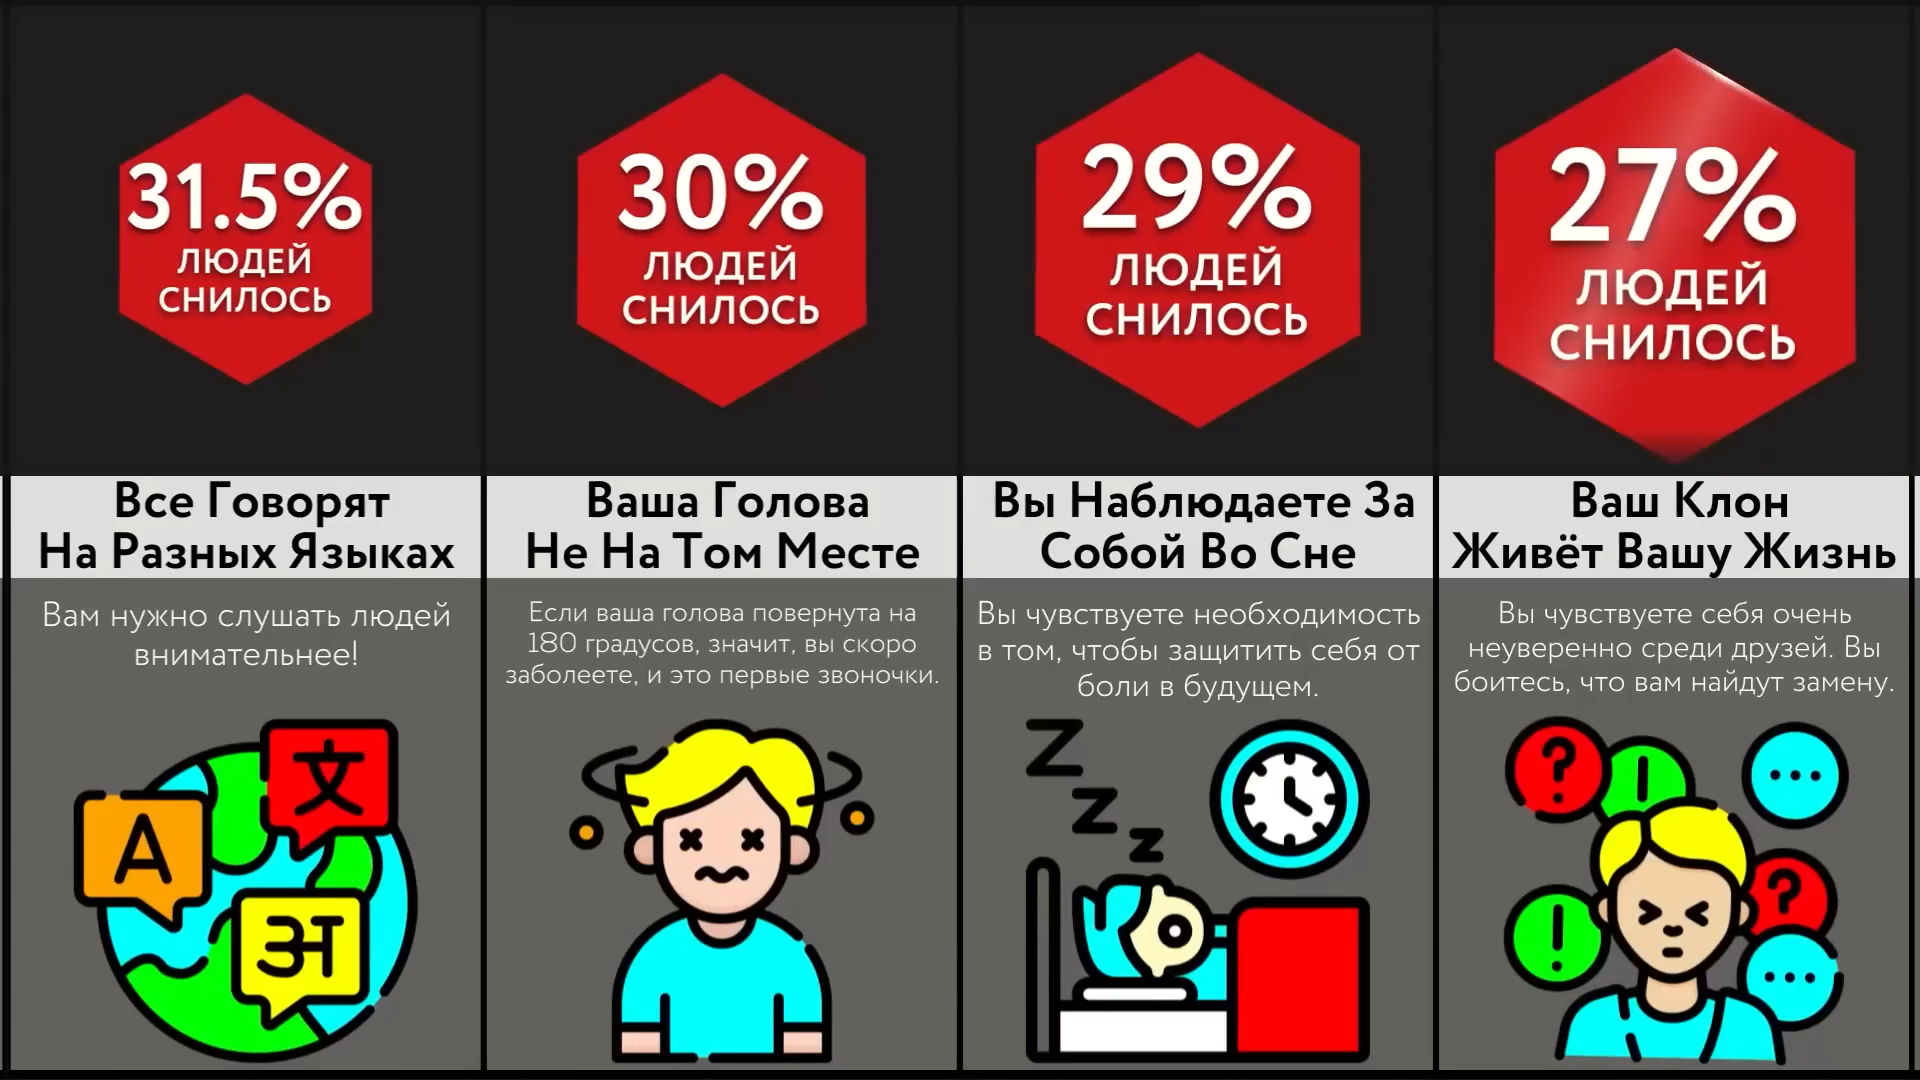 31.5%
ЛЮДЕЙ
СНИЛОСЬ
Все Говорят
На Разных Языках
Вам нужно слушать людей
внимательнее!
A
文
अ
30%
ЛЮДЕЙ
СНИЛОСЬ
Ваша Голова
Не На Том Месте
Если ваша голова повернута на
180 градусов, значит, вы скоро
заболеете, и это первые звоночки.
29%
ЛЮДЕЙ
СНИЛОСЬ
Вы Наблюдаете За
Собой Во Сне
Вы чувствуете необходимость
в том, чтобы защитить себя от
боли в будущем.
Z
Z
Z
27%
ЛЮДЕЙ
СНИЛОСЬ
Ваш Клон
Живёт Вашу Жизнь
Вы чувствуете себя очень
неуверенно среди друзей. Вы
боитесь, что вам найдут замену.
?
!
...
!
?
...